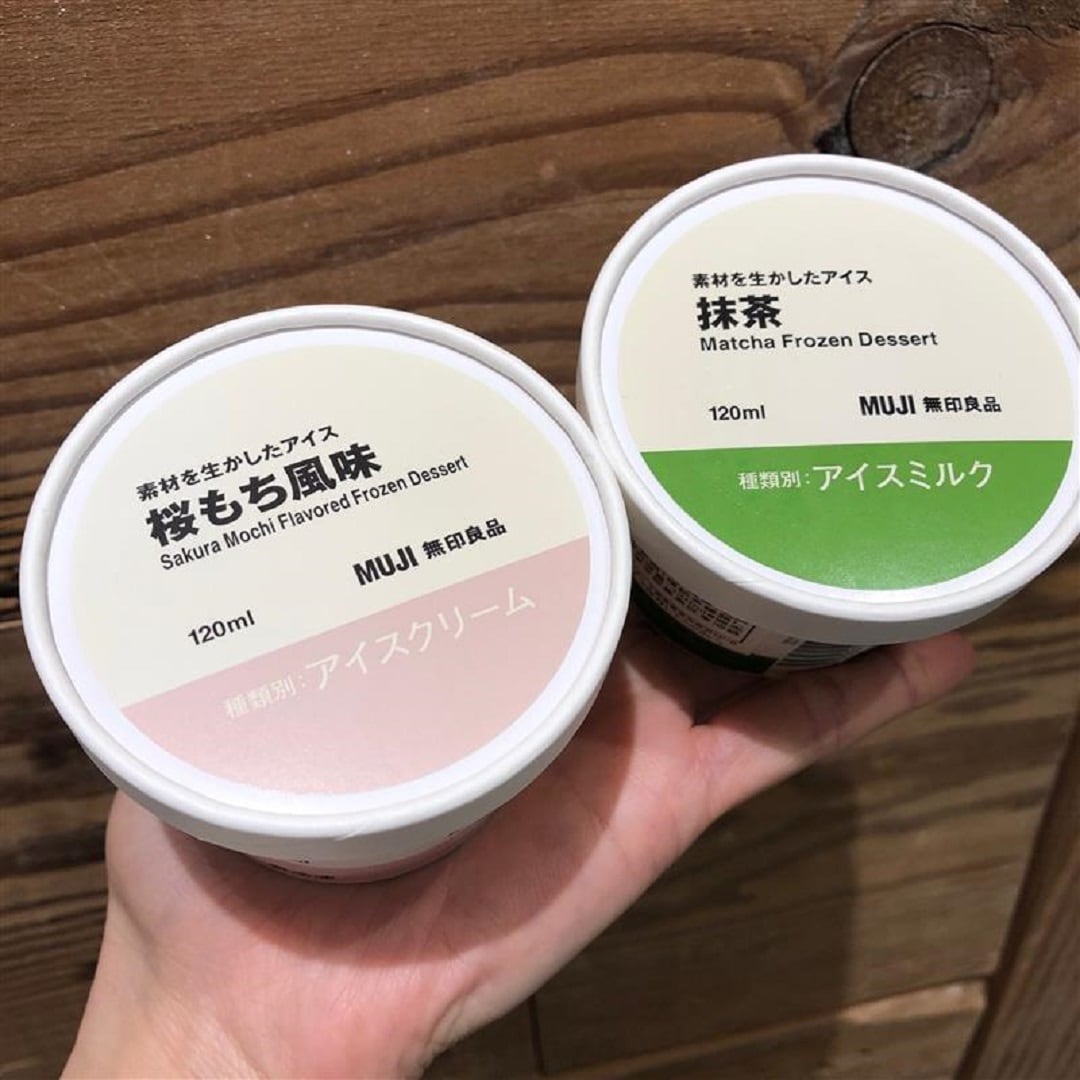 素材を生かしたアイス
桜もち風味
Sakura Mochi Flavored Frozen Dessert
MUJI 無印良品
120ml
種類別:アイスクリーム
素材を生かしたアイス
抹茶
Matcha Frozen Dessert
120ml MUJI 無印良品
種類別:アイスミルク